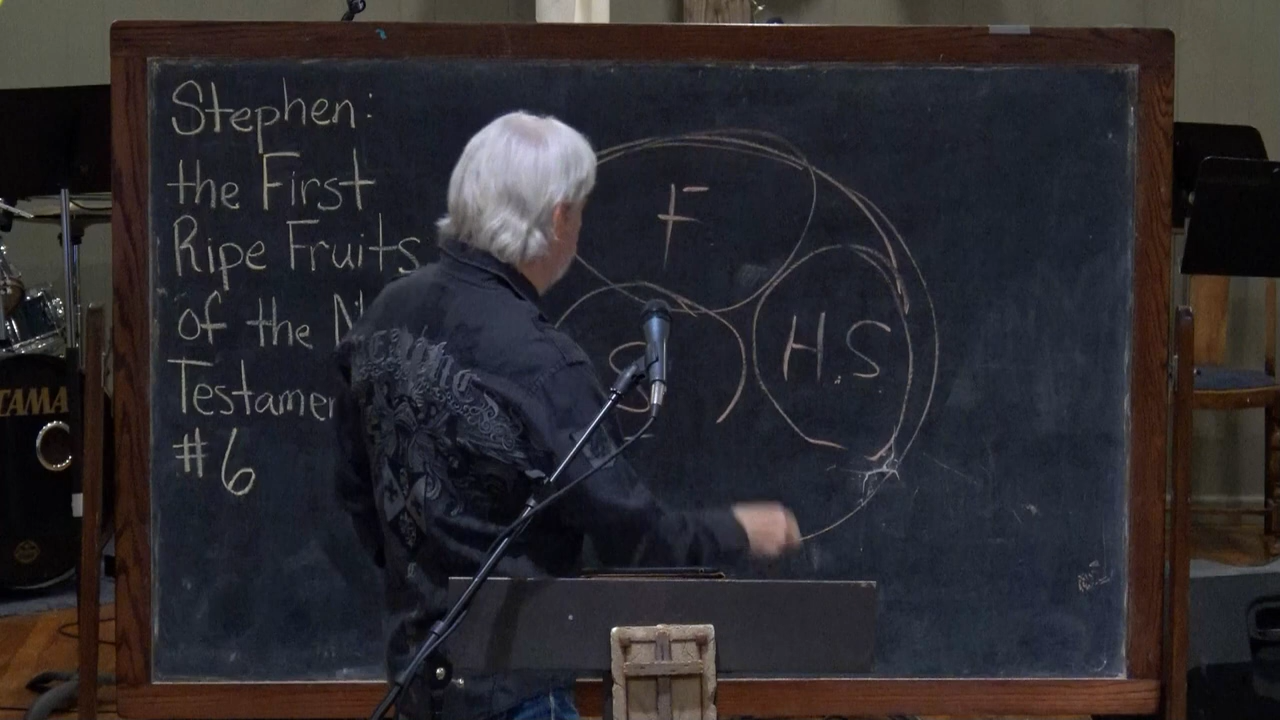 Stephen:
the First
Ripe Fruits
of the N
Testamen
#6
F
S
H.S
TAMA